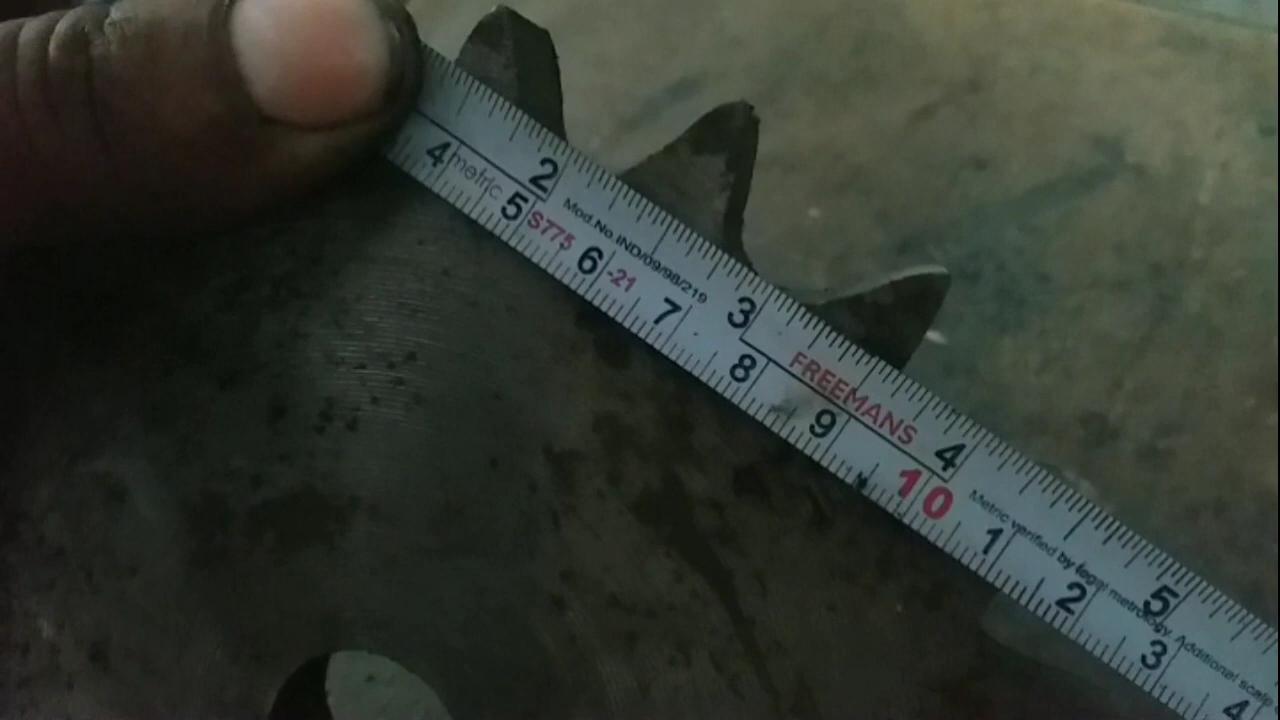 2 3 4 5
metric
Mod.No.IND/09/98/219
FREEMANS
Metric verified by legal metrology. Additional scale
4 5 S775 6 -21 7 8 9 10 1 2 3 4